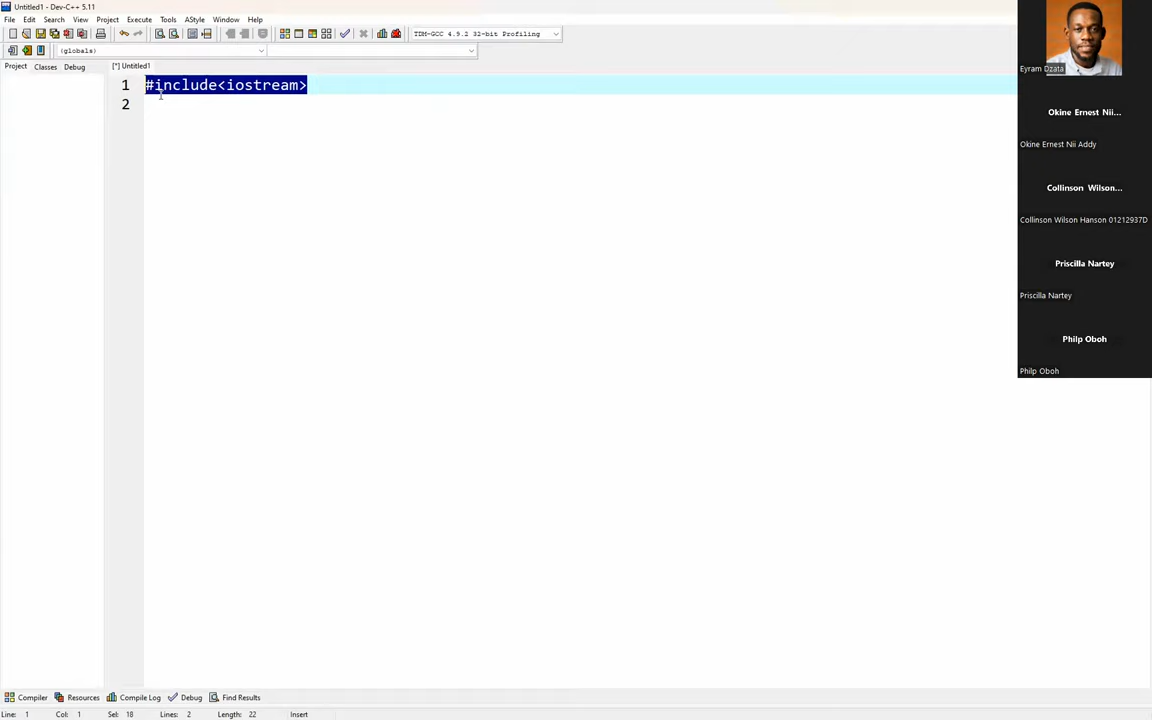 Untitled1 - Dev-C++ 5.11
File Edit Search View Project Execute Tools AStyle Window Help
TDM-GCC 4.9.2 32-bit Profiling
(globals)
Project Classes Debug
[*] Untitled1
1 #include<iostream>
2
Eyram Dzata
Okine Ernest Nii...
Okine Ernest Nii Addy
Collinson Wilson...
Collinson Wilson Hanson 01212937D
Priscilla Nartey
Priscilla Nartey
Philp Oboh
Philp Oboh
Compiler Resources Compile Log Debug Find Results
Line: 1 Col: 1 Sel: 18 Lines: 2 Length: 22 Insert